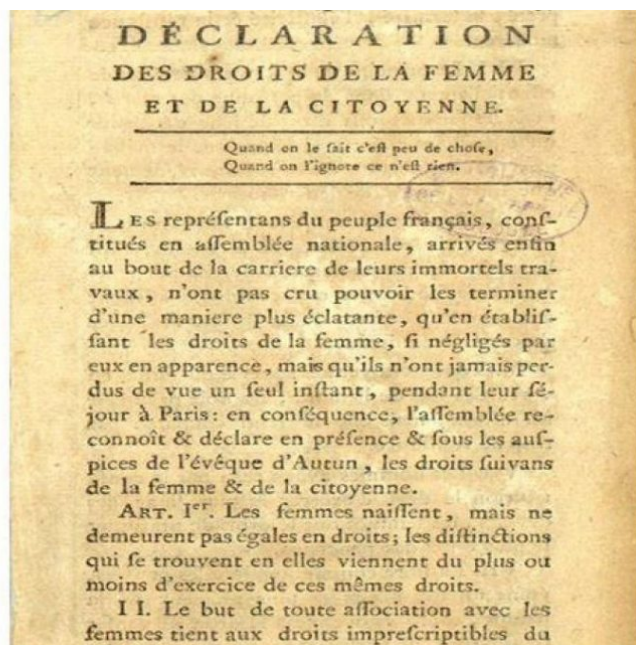 DÉCLARATION
DES DROITS DE LA FEMME
ET DE LA CITOYENNE.
Quand on le ſait c'eſt peu de choſe,
Quand on l'ignore ce n'eſt rien.
LES repréſentans du peuple français, conſ-
titués en aſſemblée nationale, arrivés enfin
au bout de la carriere de leurs immortels tra-
vaux, n'ont pas cru pouvoir les terminer
d'une maniere plus éclatante, qu'en établiſ-
ſant les droits de la femme, ſi négligés par
eux en apparence, mais qu'ils n'ont jamais per-
dus de vue un ſeul inſtant, pendant leur ſé-
jour à Paris: en conſéquence, l'aſſemblée re-
connoît & déclare en préſence & ſous les auſ-
pices de l'évêque d'Autun, les droits ſuivans
de la femme & de la citoyenne.
ART. Ier. Les femmes naiſſent, mais ne
demeurent pas égales en droits; les diſtinctions
qui ſe trouvent en elles viennent du plus ou
moins d'exercice de ces mêmes droits.
II. Le but de toute aſſociation avec les
femmes tient aux droits impreſcriptibles du